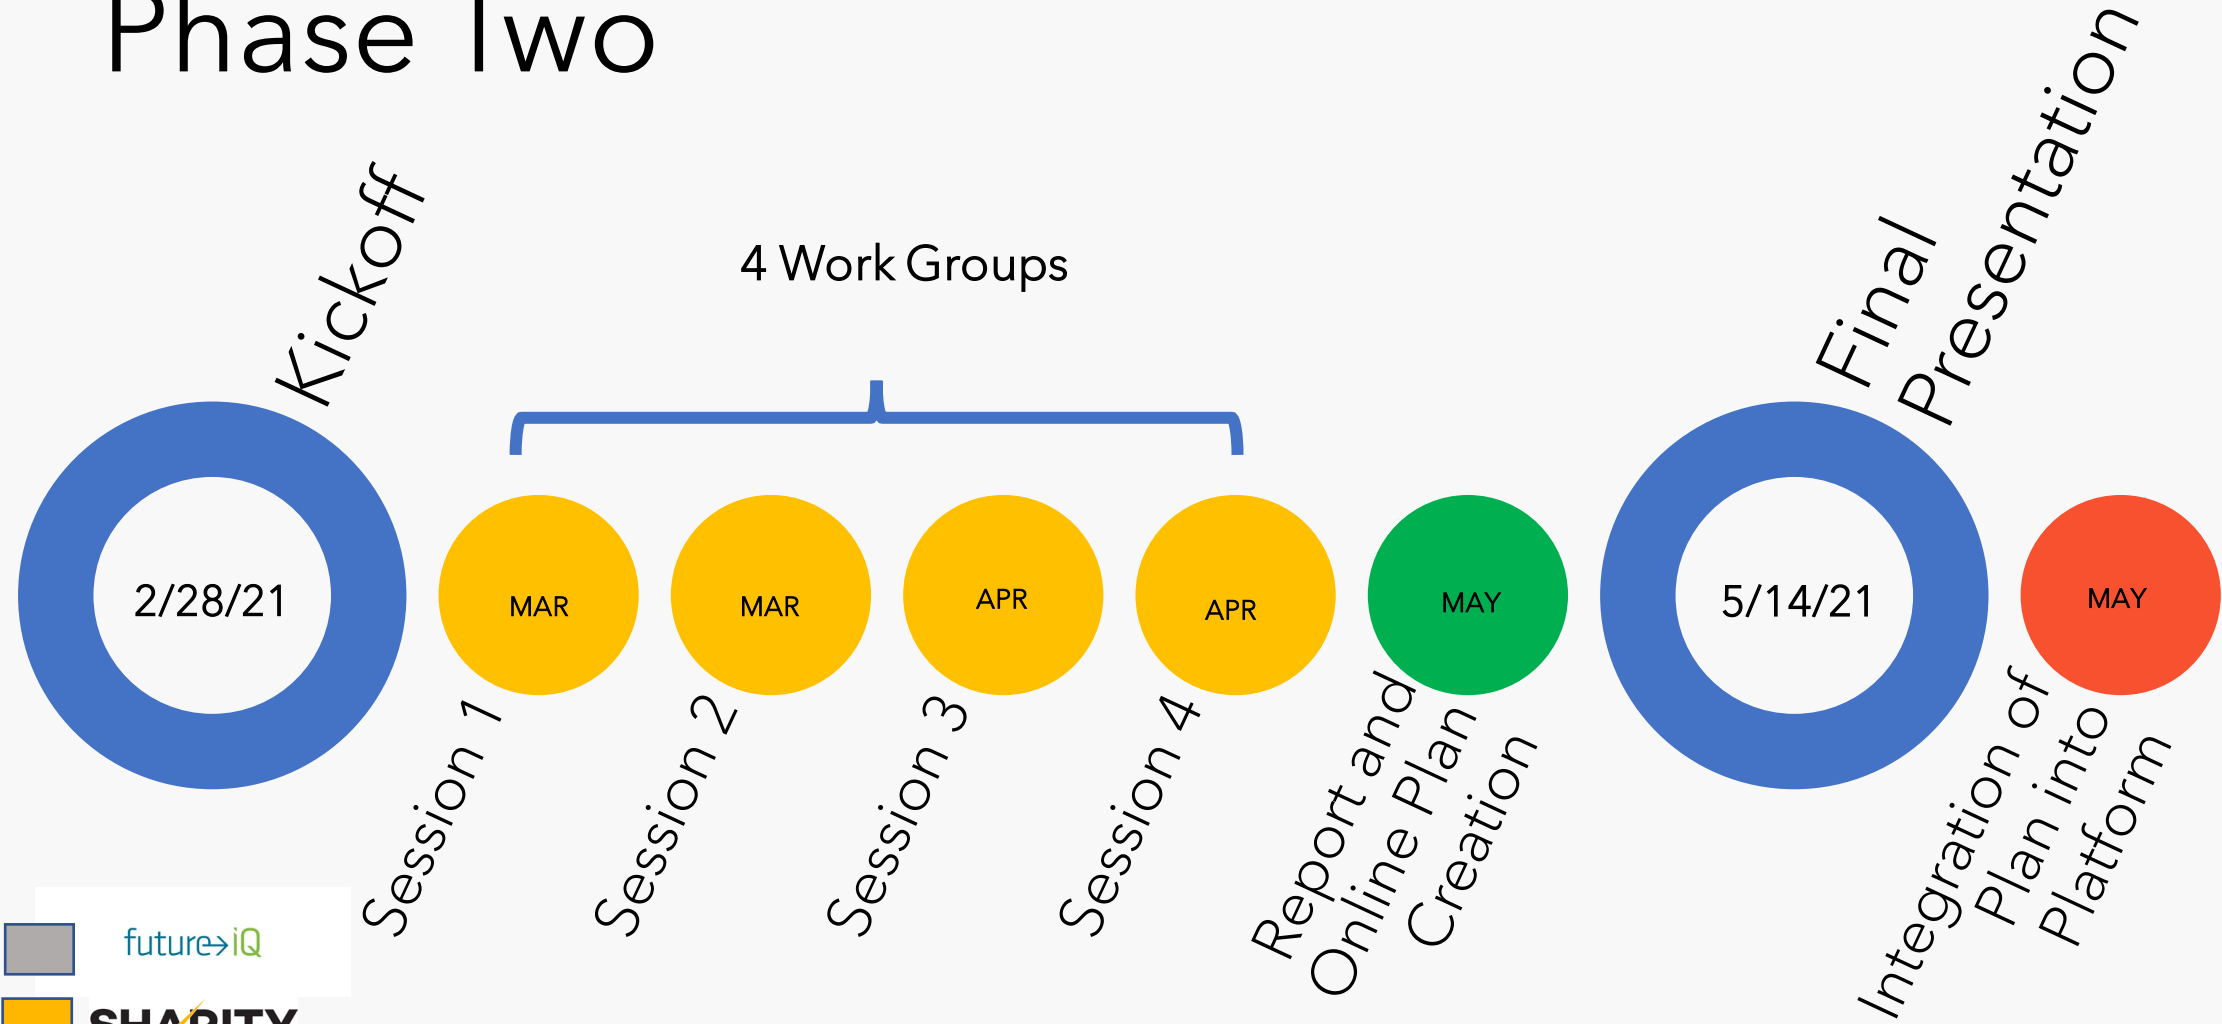 Phase Two
Kickoff
4 Work Groups
Final
Presentation
2/28/21
MAR
MAR
APR
APR
MAY
5/14/21
MAY
Session 1
Session 2
Session 3
Session 4
Report and
Online Plan
Creation
Integration of
Plan into
Platform
future→iQ
SHARITY